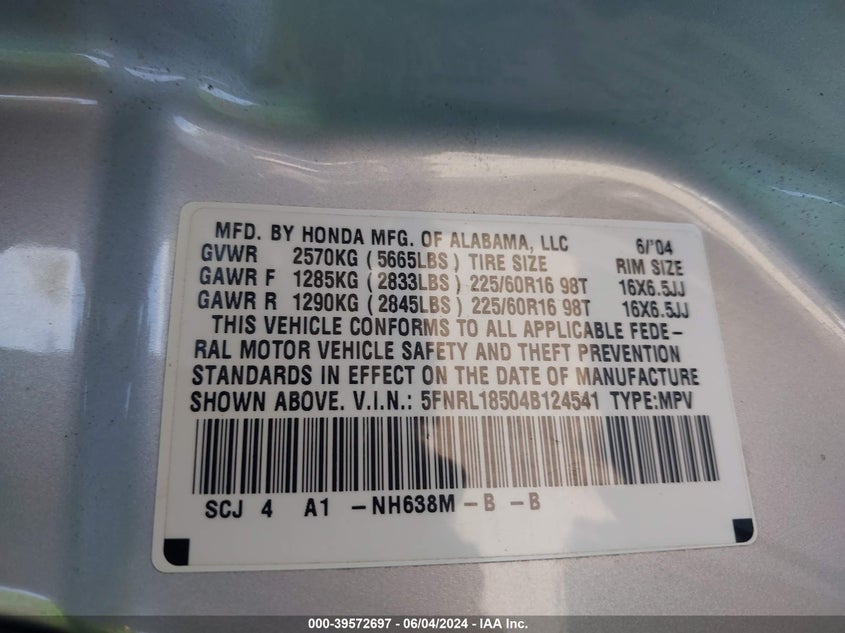 MFD. BY HONDA MFG. OF ALABAMA, LLC 6/'04
GVWR 2570KG (5665LBS) TIRE SIZE RIM SIZE
GAWR F 1285KG (2833LBS) 225/60R16 98T 16X6.5JJ
GAWR R 1290KG (2845LBS) 225/60R16 98T 16X6.5JJ
THIS VEHICLE CONFORMS TO ALL APPLICABLE FEDE-
RAL MOTOR VEHICLE SAFETY AND THEFT PREVENTION
STANDARDS IN EFFECT ON THE DATE OF MANUFACTURE
SHOWN ABOVE. V.I.N.: 5FNRL18504B124541 TYPE:MPV
SCJ 4 A1 -NH638M -B -B
000-39572697 - 06/04/2024 - IAA Inc.